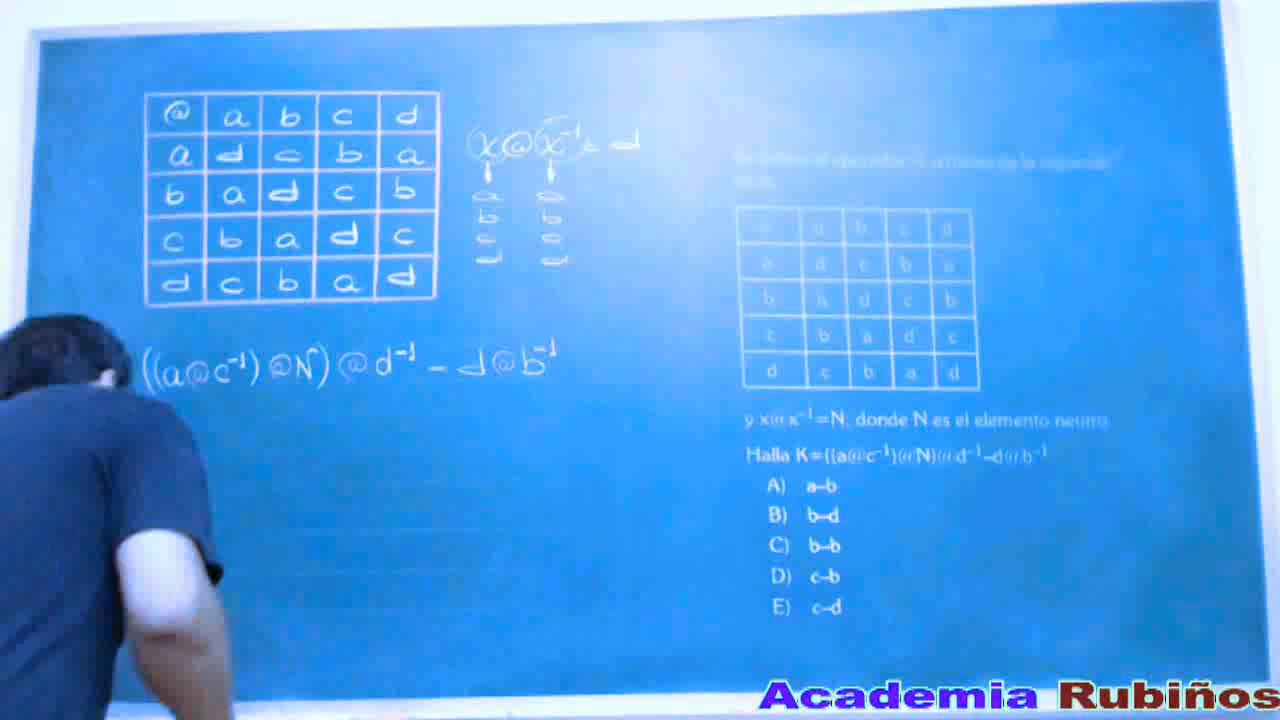 @ a b c d
a d c b a
b a d c b
c b a d c
d c b a d
x @ x⁻¹ = d
a a
b b
c c
d d
((a@c⁻¹)@N)@d⁻¹ - d@b⁻¹
a b c d
a d c b a
b a d c b
c b a d c
d c b a d
y x@x⁻¹=N, donde N es el elemento neutro
Halla K=((a@c⁻¹)@N)@d⁻¹–d@b⁻¹
A) a–b
B) b–d
C) b–b
D) c–b
E) c–d
Academia Rubiños